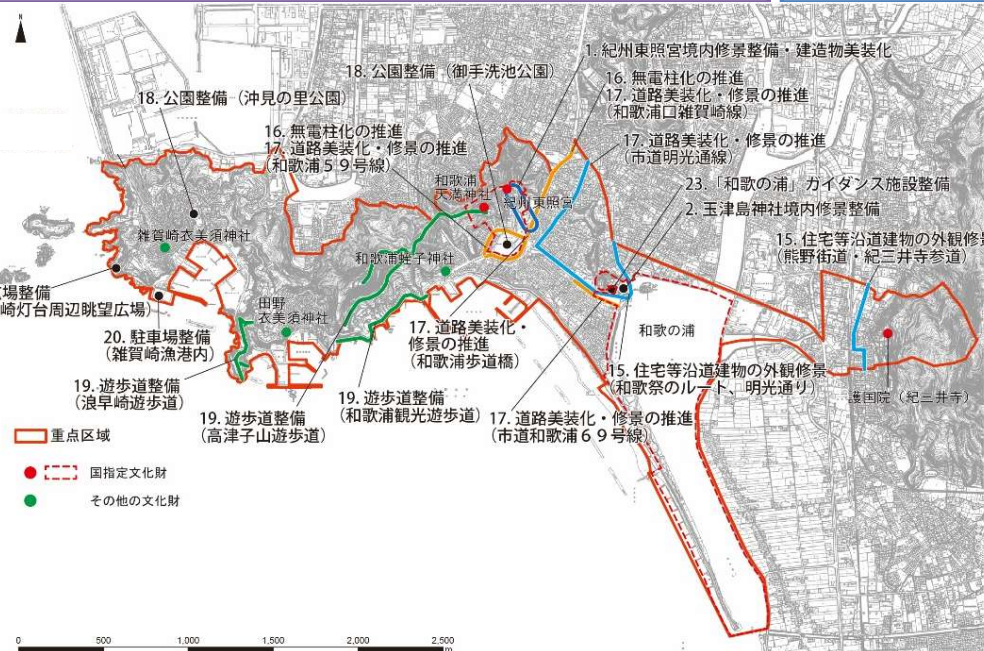 N
1. 紀州東照宮境内修景整備・建造物美装化
18. 公園整備（御手洗池公園）
16. 無電柱化の推進
17. 道路美装化・修景の推進
（和歌浦口雑賀崎線）
18. 公園整備（沖見の里公園）
16. 無電柱化の推進
17. 道路美装化・修景の推進
（和歌浦５９号線）
17. 道路美装化・修景の推進
（市道明光通線）
和歌浦
天満神社
紀州東照宮
23.「和歌の浦」ガイダンス施設整備
2. 玉津島神社境内修景整備
雑賀崎衣美須神社
和歌浦蛭子神社
15. 住宅等沿道建物の外観修景
（熊野街道・紀三井寺参道）
場整備
崎灯台周辺眺望広場）
20. 駐車場整備
（雑賀崎漁港内）
田野
衣美須神社
17. 道路美装化・
修景の推進
（和歌浦歩道橋）
和歌の浦
15. 住宅等沿道建物の外観修景
（和歌祭のルート、明光通り）
19. 遊歩道整備
（浪早崎遊歩道）
19. 遊歩道整備
（高津子山遊歩道）
19. 遊歩道整備
（和歌浦観光遊歩道）
17. 道路美装化・修景の推進
（市道和歌浦６９号線）
護国院（紀三井寺）
重点区域
国指定文化財
その他の文化財
0 500 1,000 1,500 2,000 2,500
m